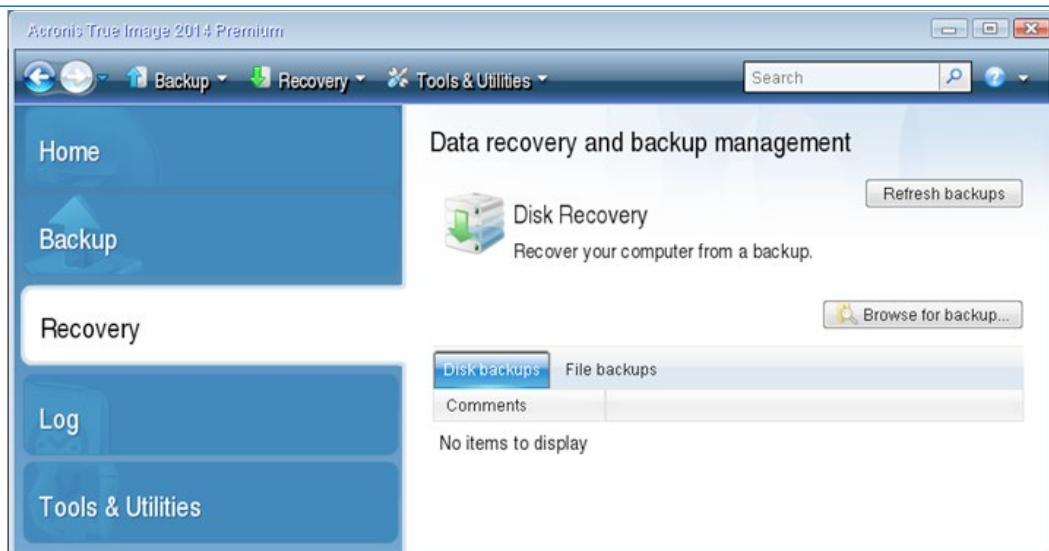 Acronis True Image 2014 Premium
Backup Recovery Tools & Utilities Search
Home
Backup
Recovery
Log
Tools & Utilities
Data recovery and backup management
Refresh backups
Disk Recovery
Recover your computer from a backup.
Browse for backup...
Disk backups File backups
Comments
No items to display